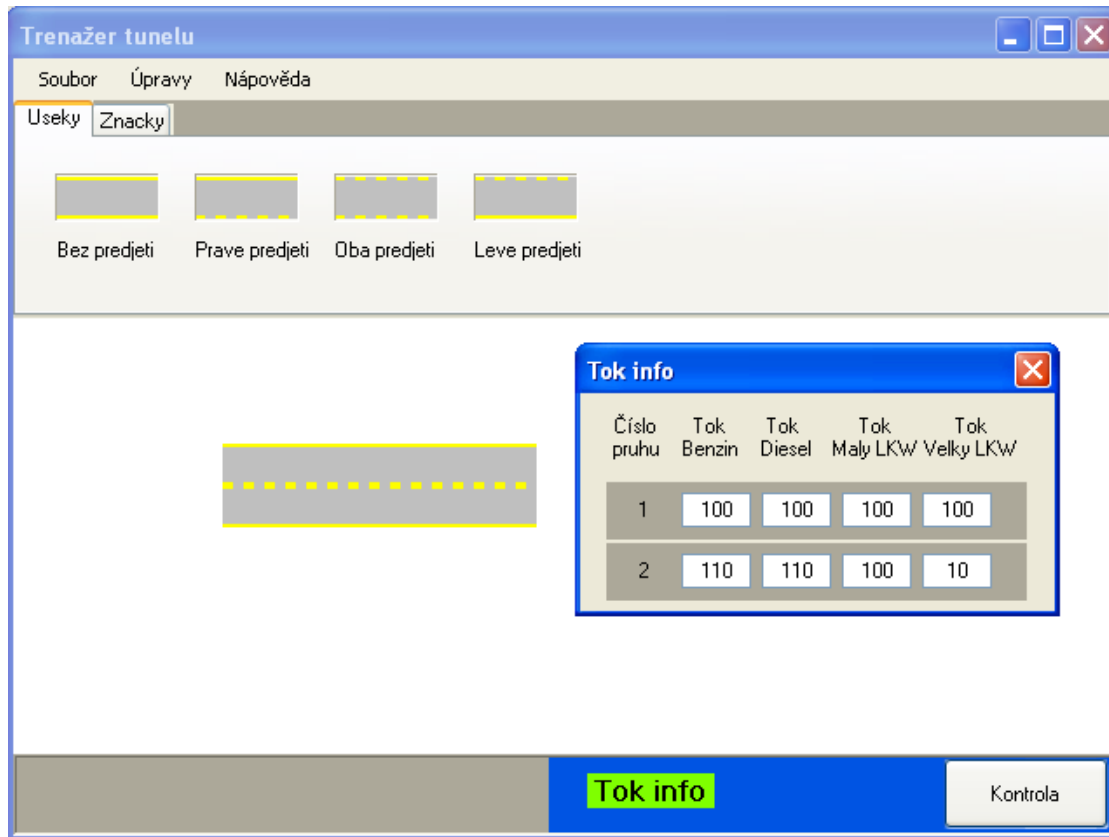 Trenažer tunelu
Soubor Úpravy Nápověda
Useky Znacky
Bez predjeti Prave predjeti Oba predjeti Leve predjeti
Tok info
Číslo pruhu Tok Benzin Tok Diesel Tok Maly LKW Tok Velky LKW
1 100 100 100 100
2 110 110 100 10
Tok info
Kontrola